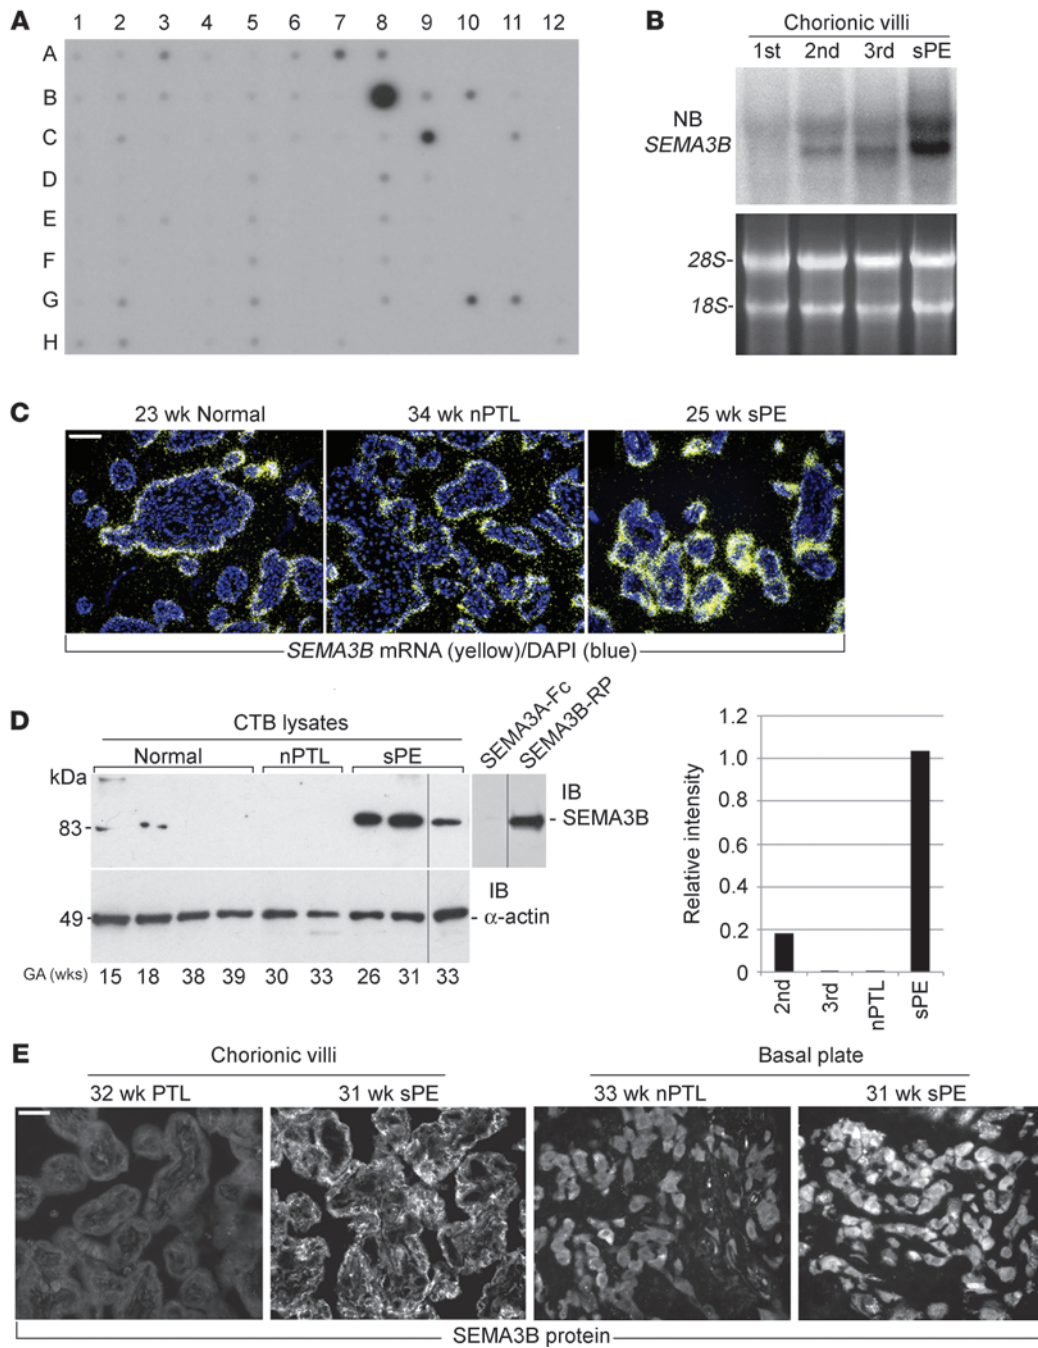 A
1 2 3 4 5 6 7 8 9 10 11 12
A
B
C
D
E
F
G
H
B
Chorionic villi
1st 2nd 3rd sPE
NB
SEMA3B
28S-
18S-
C
23 wk Normal 34 wk nPTL 25 wk sPE
SEMA3B mRNA (yellow)/DAPI (blue)
D
CTB lysates
Normal nPTL sPE
SEMA3A-Fc
SEMA3B-RP
kDa
IB
83-
- SEMA3B
IB
49-
- α-actin
GA (wks) 15 18 38 39 30 33 26 31 33
Relative intensity
1.2
1.0
0.8
0.6
0.4
0.2
0
2nd
3rd
nPTL
sPE
E
Chorionic villi Basal plate
32 wk PTL 31 wk sPE 33 wk nPTL 31 wk sPE
SEMA3B protein